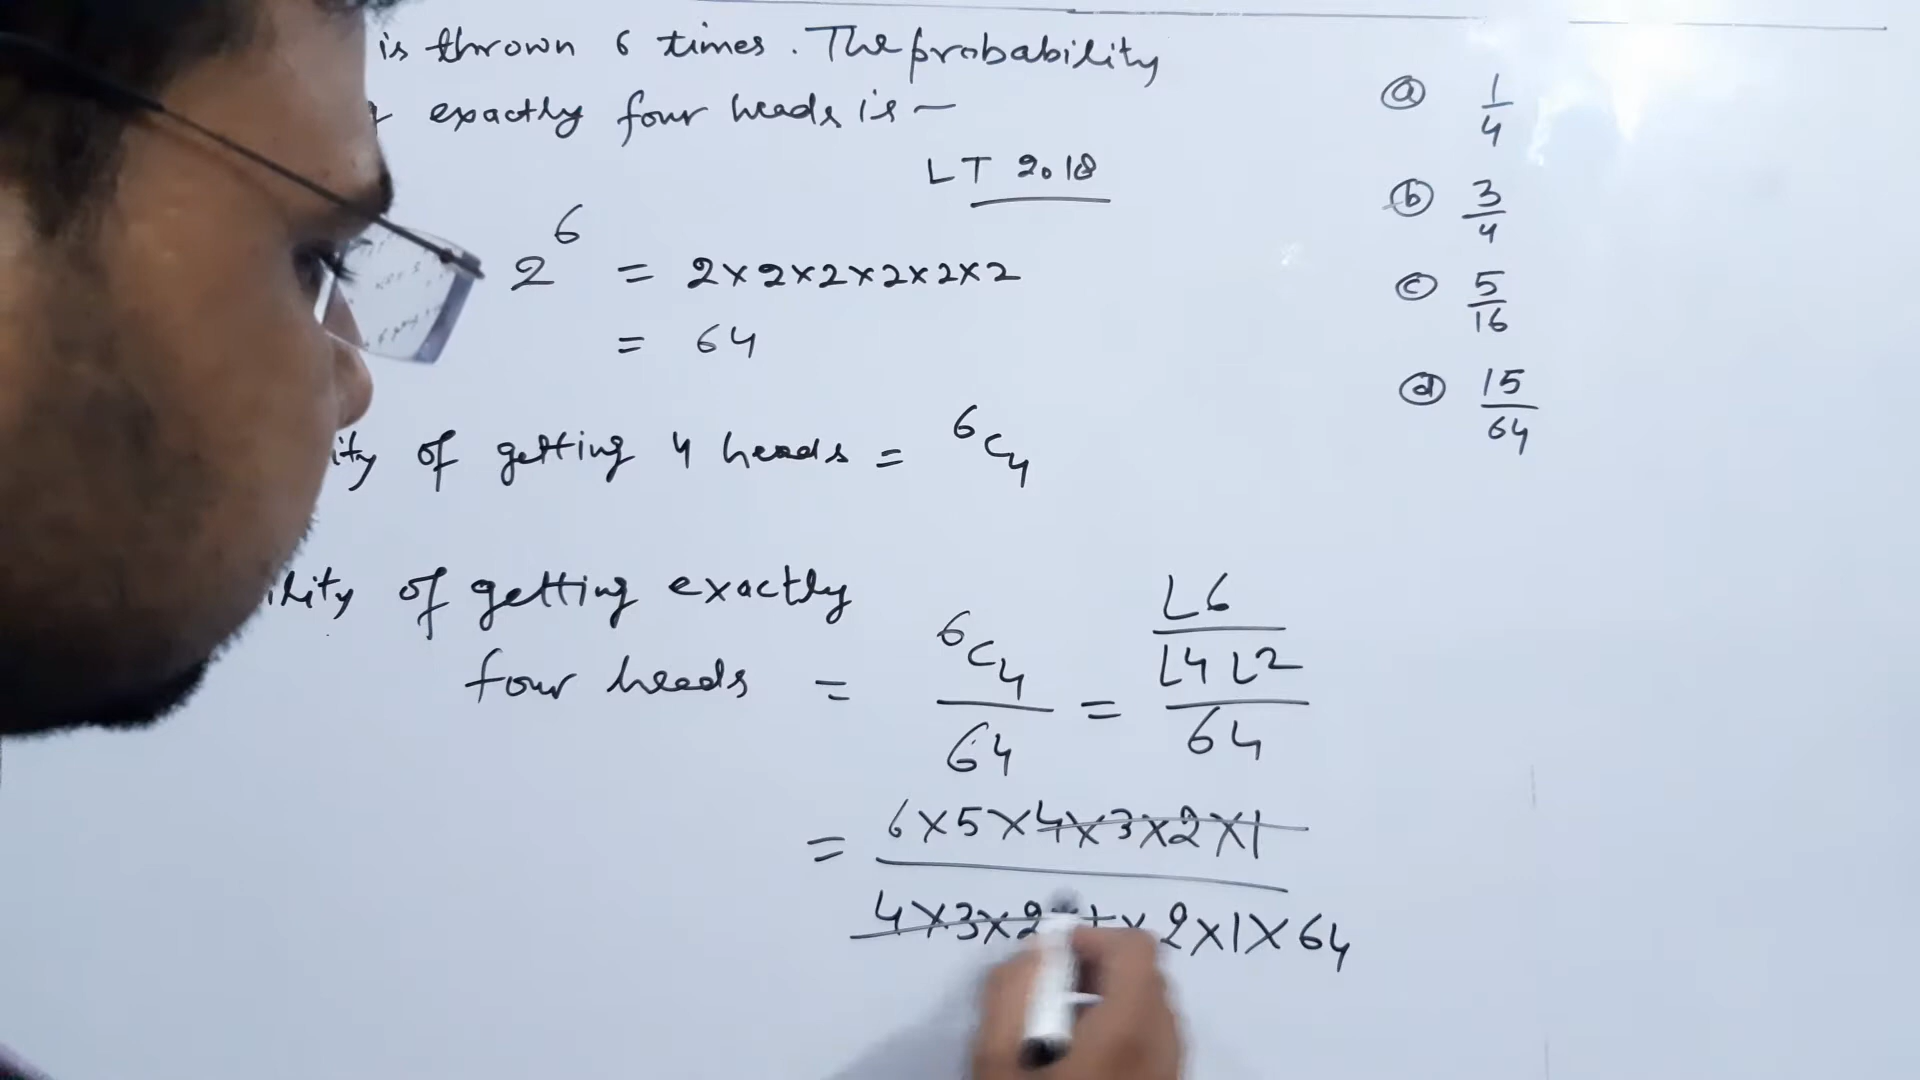 is thrown 6 times. The probability
exactly four heads is —
LT 2018
2^6 = 2×2×2×2×2×2
= 64
ity of getting 4 heads = ⁶C₄
ility of getting exactly
four heads = ⁶C₄/64 = (L6/L4 L2)/64
= 6×5×4×3×2×1
4×3×2×1×2×1×64
(a) 1/4
(b) 3/4
(c) 5/16
(d) 15/64